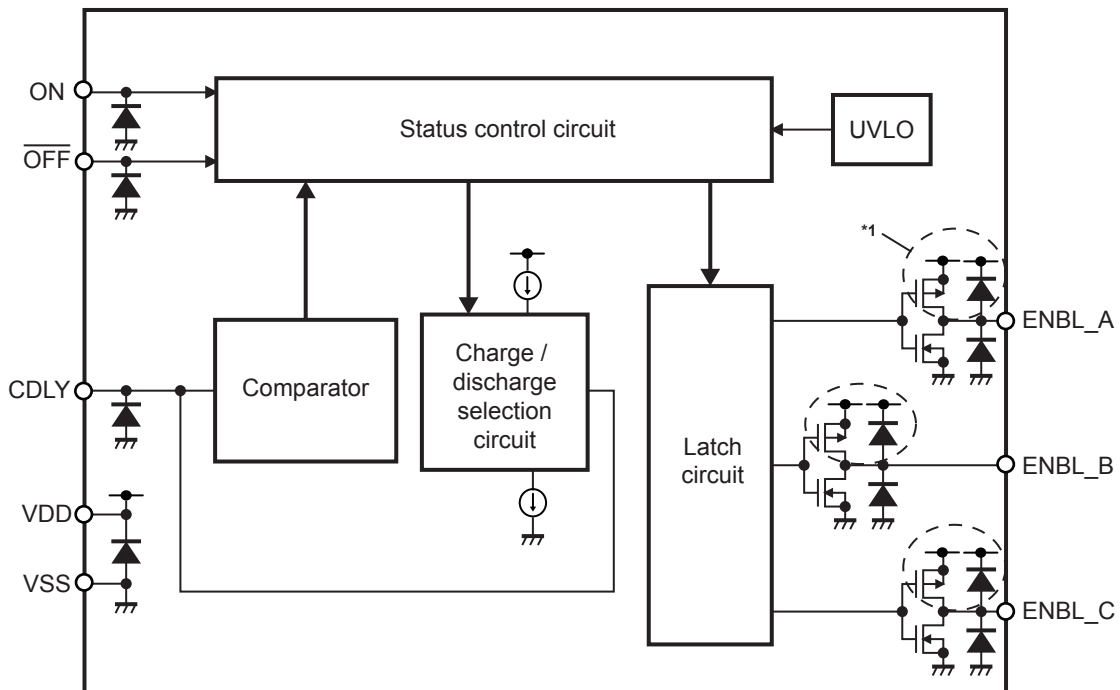 ON
Status control circuit
UVLO
OFF
*1
ENBL_A
Charge /
discharge
selection
circuit
Comparator
CDLY
Latch
circuit
ENBL_B
VDD
VSS
ENBL_C